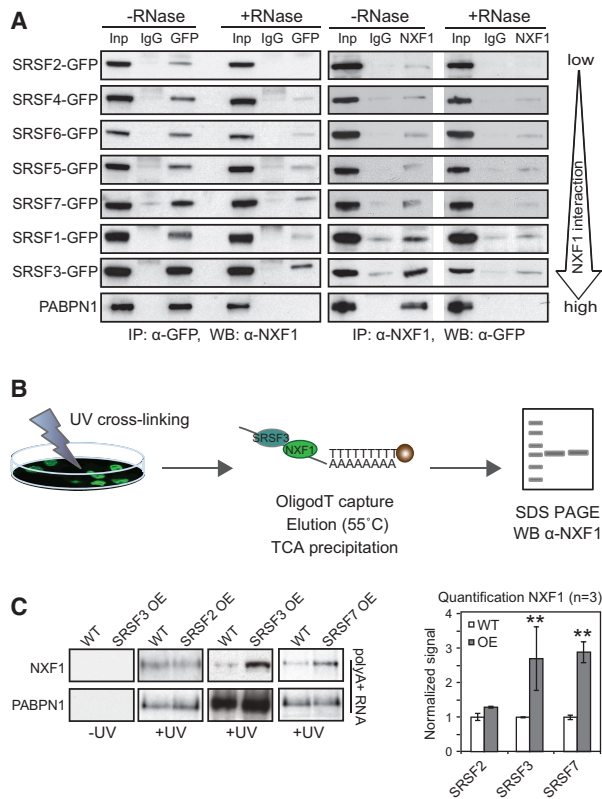 A
-RNase +RNase -RNase +RNase
Inp IgG GFP Inp IgG GFP Inp IgG NXF1 Inp IgG NXF1
SRSF2-GFP
SRSF4-GFP
SRSF6-GFP
SRSF5-GFP
SRSF7-GFP
SRSF1-GFP
SRSF3-GFP
PABPN1
low
NXF1 interaction
high
IP: α-GFP, WB: α-NXF1 IP: α-NXF1, WB: α-GFP
B
UV cross-linking
SRSF3
NXF1
TTTTTTTT
AAAAAAAA
OligodT capture
Elution (55˚C)
TCA precipitation
SDS PAGE
WB α-NXF1
C
WT SRSF3 OE WT SRSF2 OE WT SRSF3 OE WT SRSF7 OE
NXF1
PABPN1
polyA+ RNA
-UV +UV +UV +UV
Quantification NXF1 (n=3)
WT
OE
** **
Normalized signal
4
3.5
3
2
1
0
SRSF2 SRSF3 SRSF7